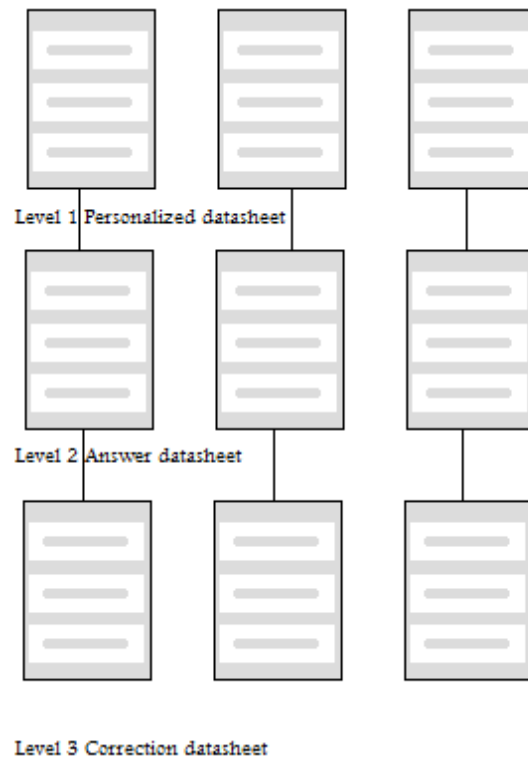 Level 1 Personalized datasheet
Level 2 Answer datasheet
Level 3 Correction datasheet